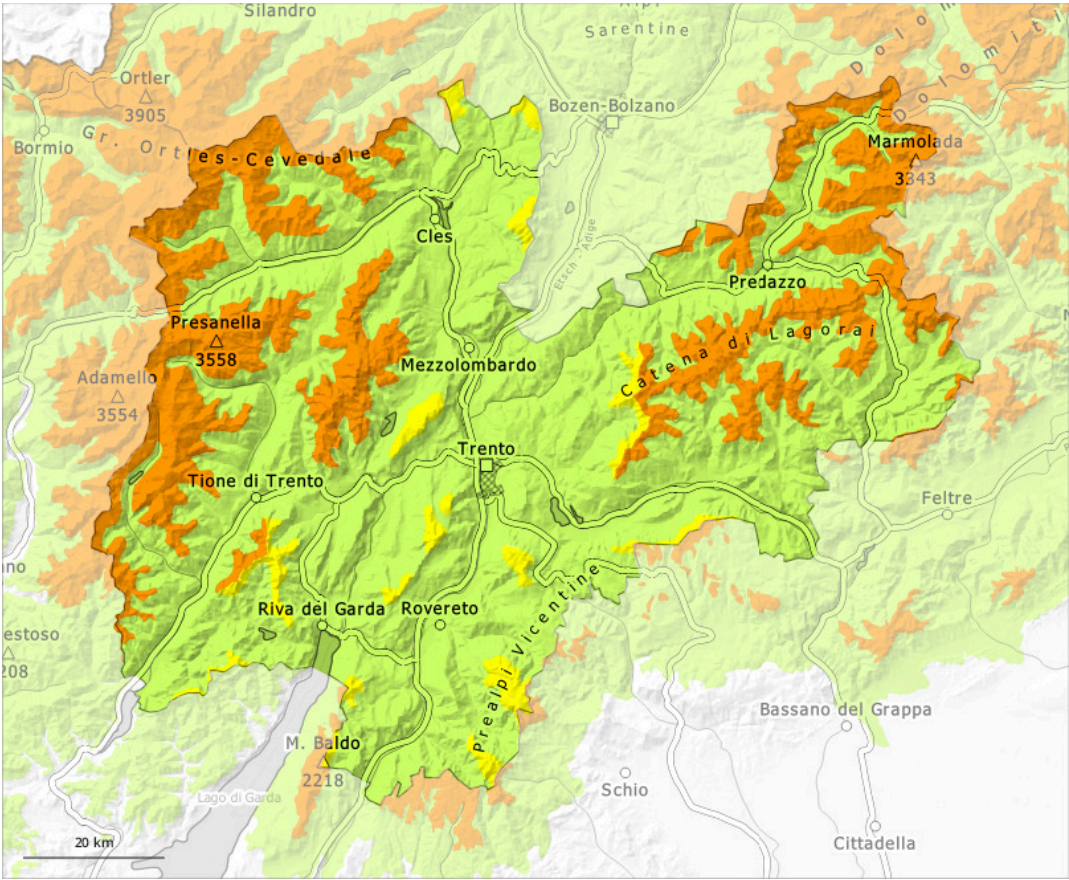 Silandro
Sarentine
Ortler
3905
Bozen-Bolzano
Dolomiti
Bormio
Gr. Ortles-Cevedale
Marmolada
3343
Cles
Etsch - Adige
Predazzo
Presanella
3558
Catena di Lagorai
Mezzolombardo
Adamello
3554
Trento
Tione di Trento
Feltre
Riva del Garda
Rovereto
Prealpi Vicentine
208
M. Baldo
2218
Bassano del Grappa
Lago di Garda
Schio
20 km
Cittadella